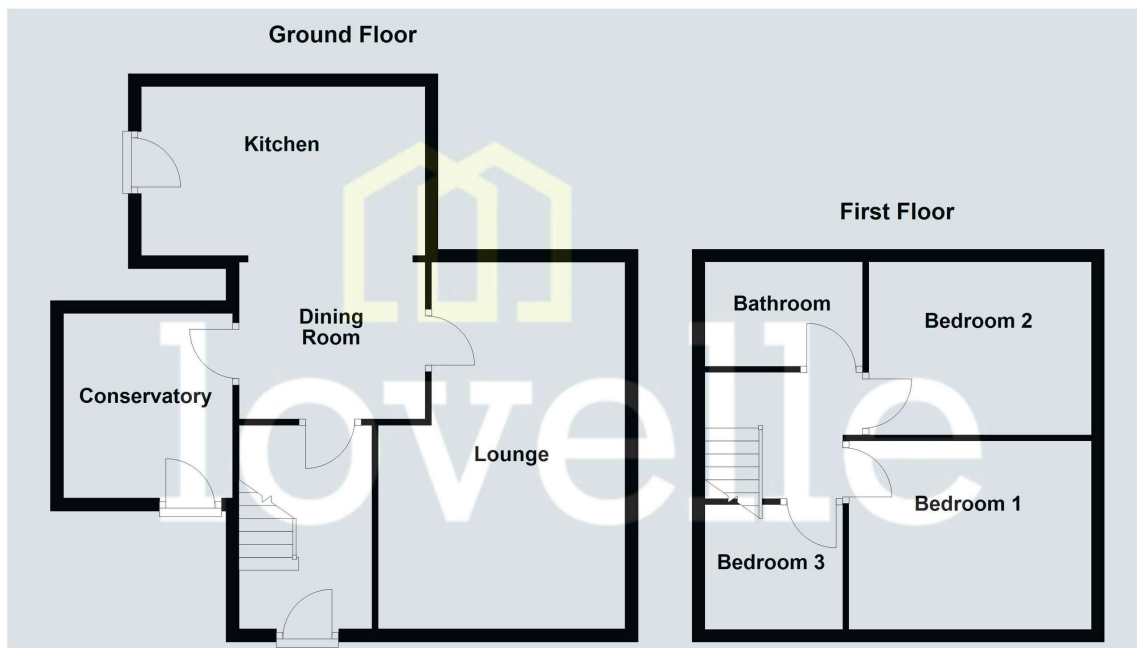 Ground Floor
Kitchen
Dining
Room
Conservatory
Lounge
First Floor
Bathroom
Bedroom 2
Bedroom 1
Bedroom 3
lovelle